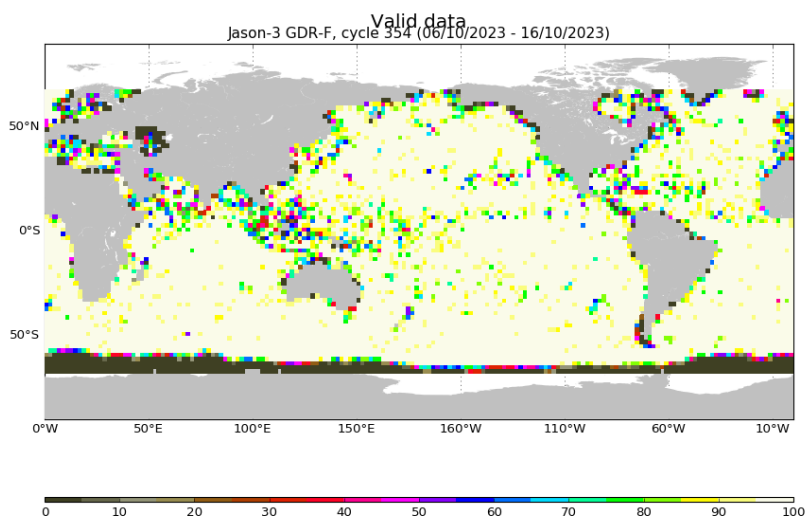 Valid data
Jason-3 GDR-F, cycle 354 (06/10/2023 - 16/10/2023)
50°N
0°S
50°S
0°W 50°E 100°E 150°E 160°W 110°W 60°W 10°W
0 10 20 30 40 50 60 70 80 90 100